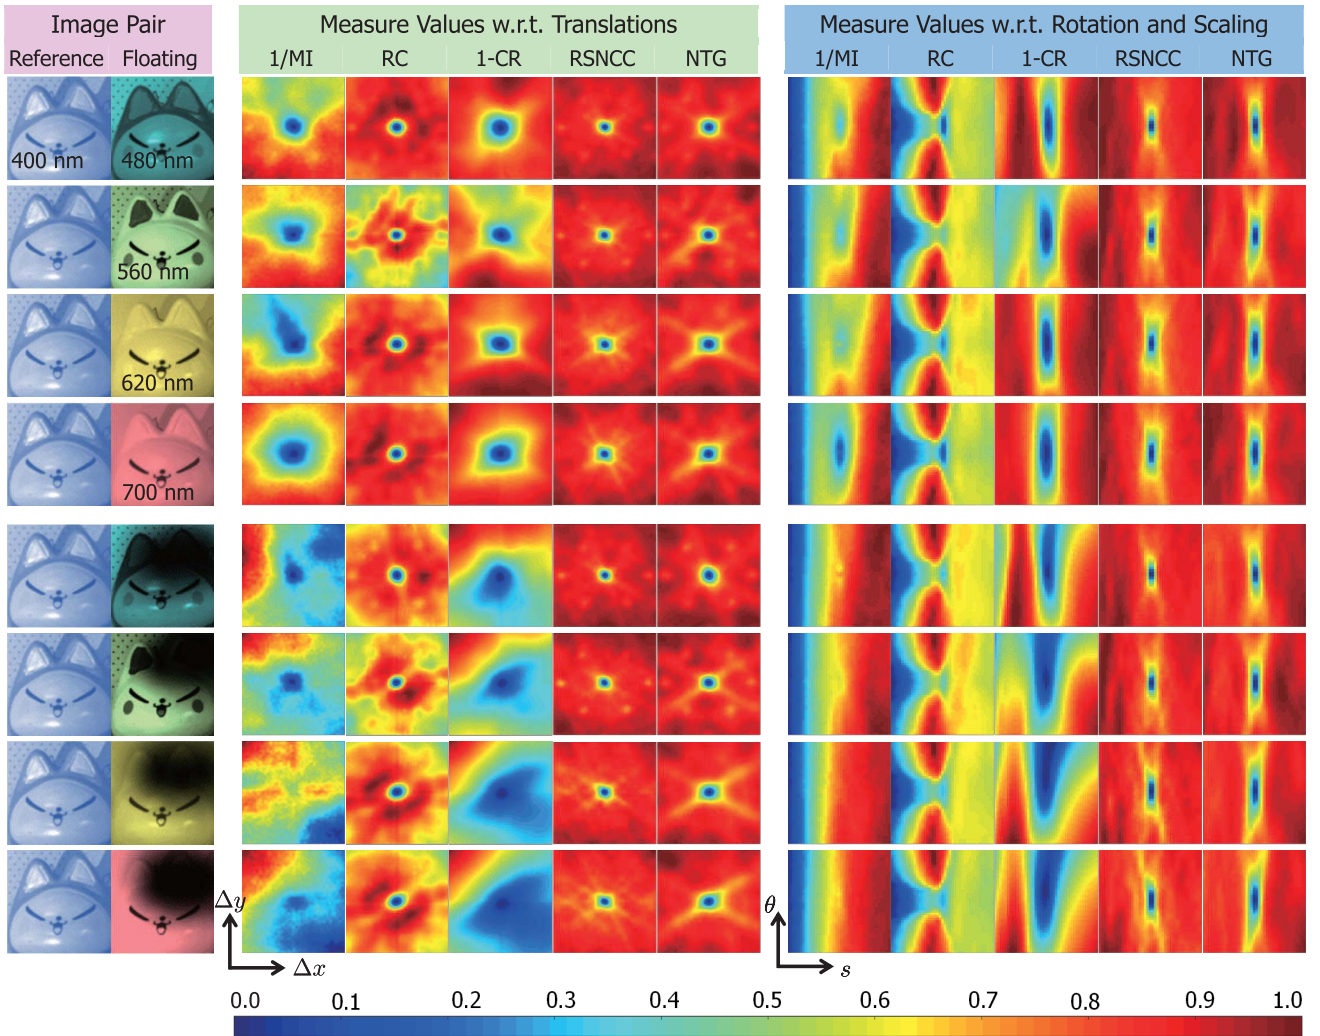 Image Pair
Reference Floating
Measure Values w.r.t. Translations
1/MI RC 1-CR RSNCC NTG
Measure Values w.r.t. Rotation and Scaling
1/MI RC 1-CR RSNCC NTG
400 nm 480 nm
560 nm
620 nm
700 nm
Δy
Δx
θ
s
0.0 0.1 0.2 0.3 0.4 0.5 0.6 0.7 0.8 0.9 1.0